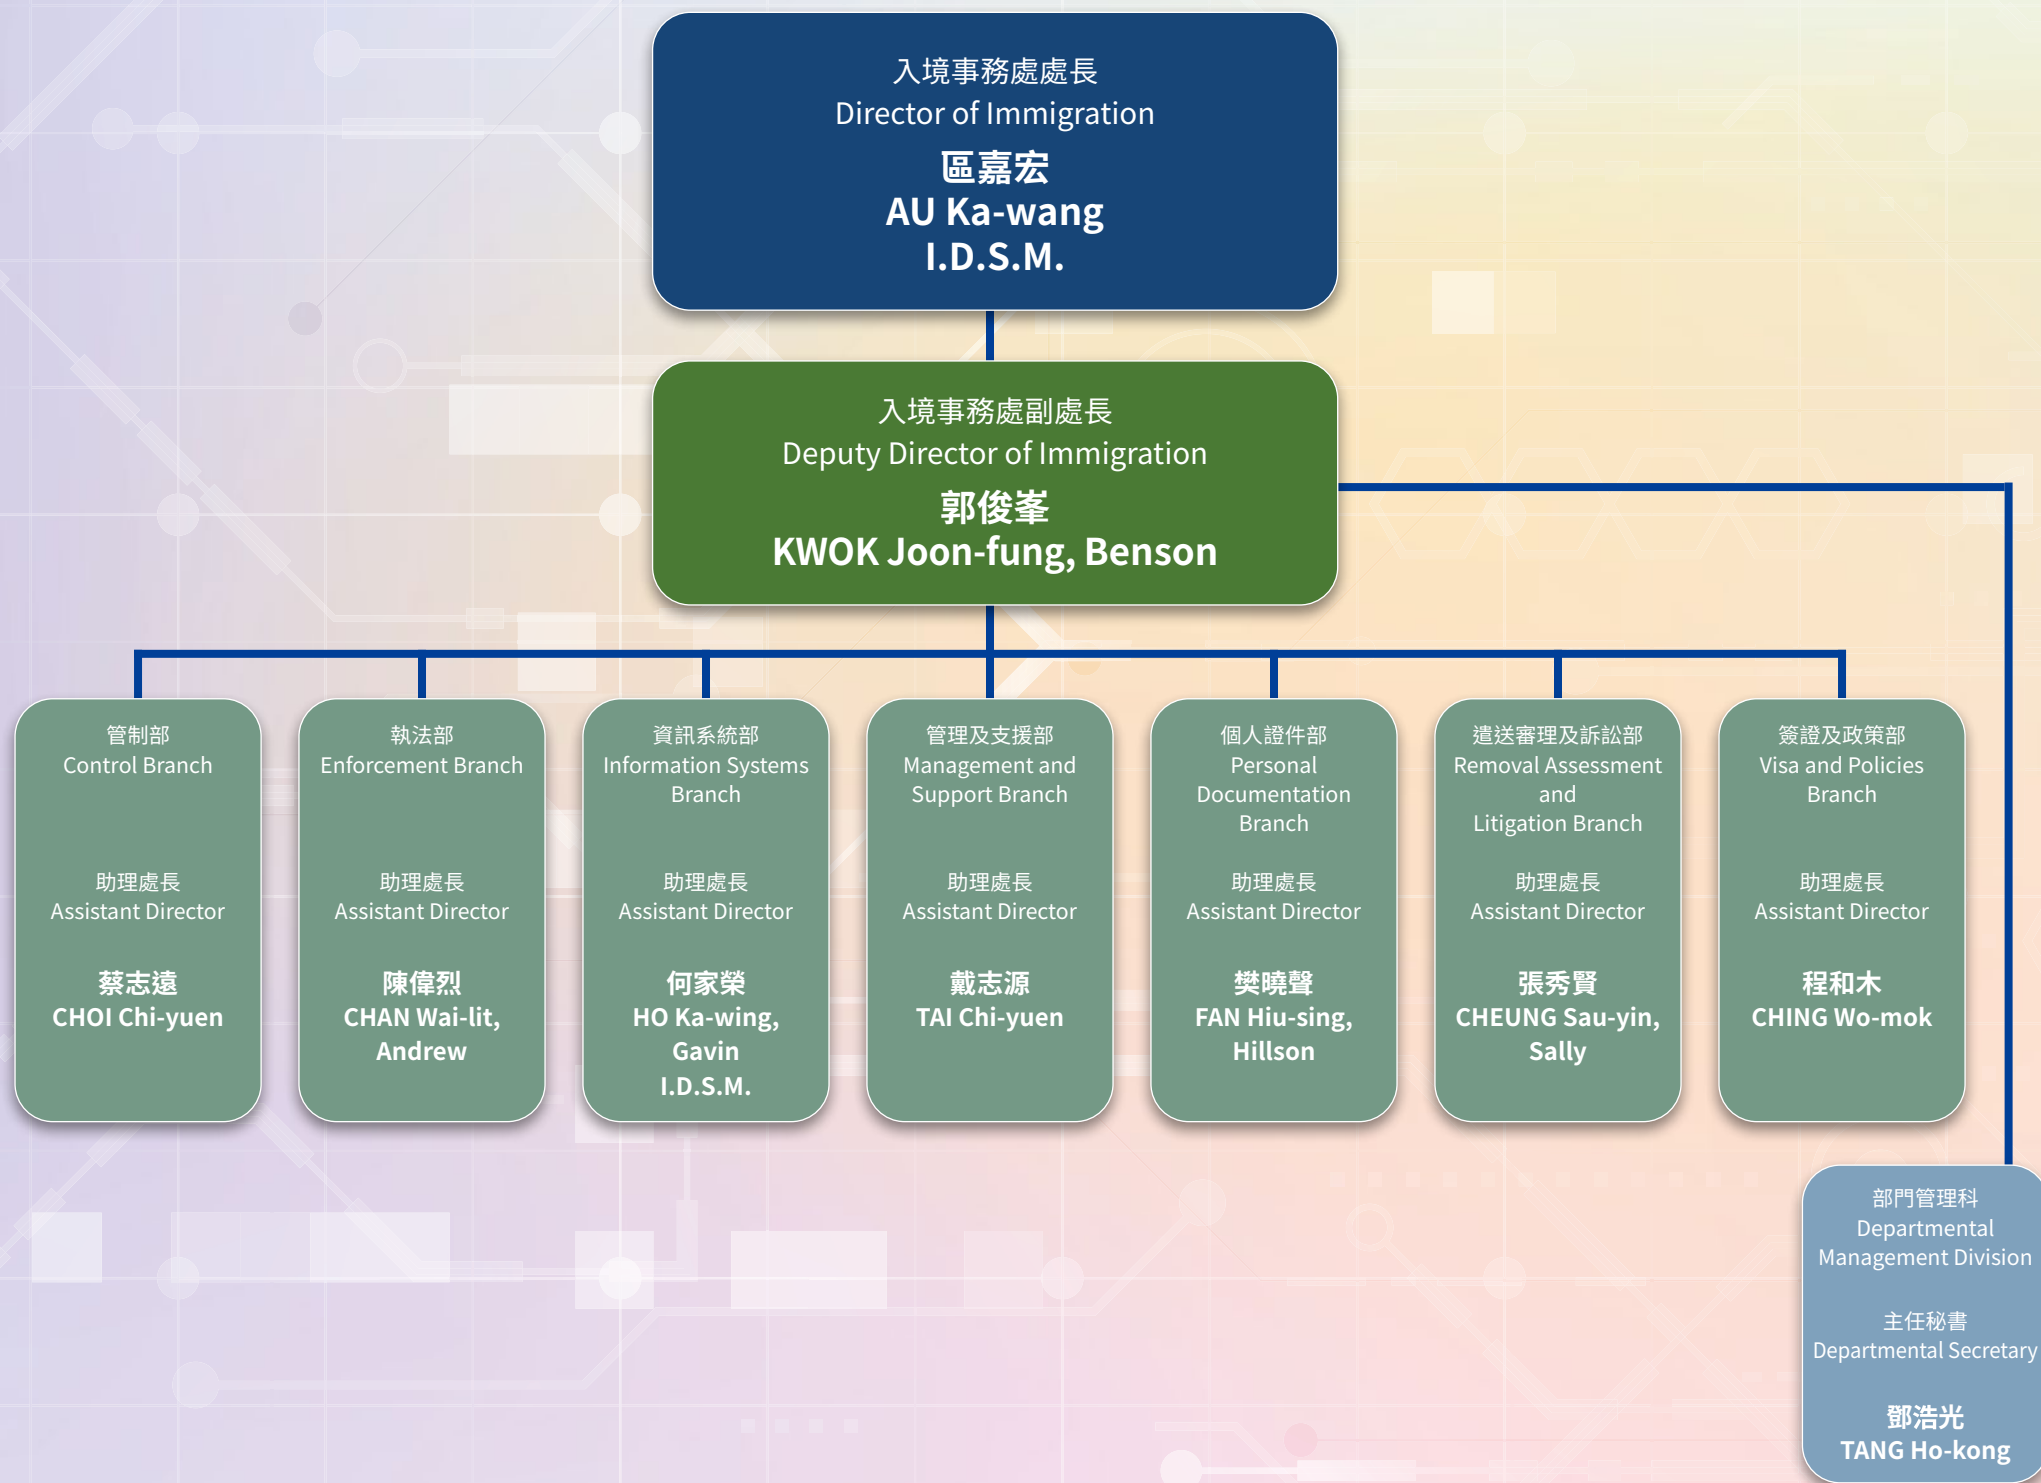 入境事務處處長
Director of Immigration
區嘉宏
AU Ka-wang
I.D.S.M.
入境事務處副處長
Deputy Director of Immigration
郭俊峯
KWOK Joon-fung, Benson
管制部
Control Branch
助理處長
Assistant Director
蔡志遠
CHOI Chi-yuen
執法部
Enforcement Branch
助理處長
Assistant Director
陳偉烈
CHAN Wai-lit,
Andrew
資訊系統部
Information Systems
Branch
助理處長
Assistant Director
何家榮
HO Ka-wing,
Gavin
I.D.S.M.
管理及支援部
Management and
Support Branch
助理處長
Assistant Director
戴志源
TAI Chi-yuen
個人證件部
Personal
Documentation
Branch
助理處長
Assistant Director
樊曉聲
FAN Hiu-sing,
Hillson
遣送審理及訴訟部
Removal Assessment
and
Litigation Branch
助理處長
Assistant Director
張秀賢
CHEUNG Sau-yin,
Sally
簽證及政策部
Visa and Policies
Branch
助理處長
Assistant Director
程和木
CHING Wo-mok
部門管理科
Departmental
Management Division
主任秘書
Departmental Secretary
鄧浩光
TANG Ho-kong